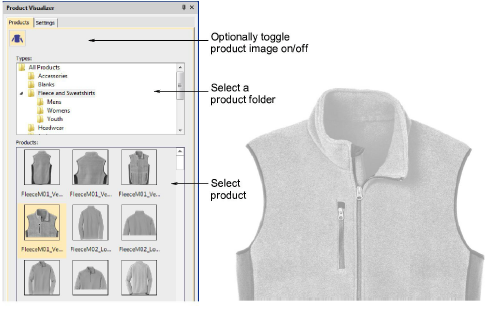 Product Visualizer
Products Settings
Optionally toggle
product image on/off
Types:
All Products
Accessories
Blanks
Fleece and Sweatshirts
Mens
Womens
Youth
Headwear
Select a
product folder
Products:
FleeceM01_Ve... FleeceM01_Ve... FleeceM01_Ve...
Select
product
FleeceM01_Ve... FleeceM02_Lo... FleeceM02_Lo...